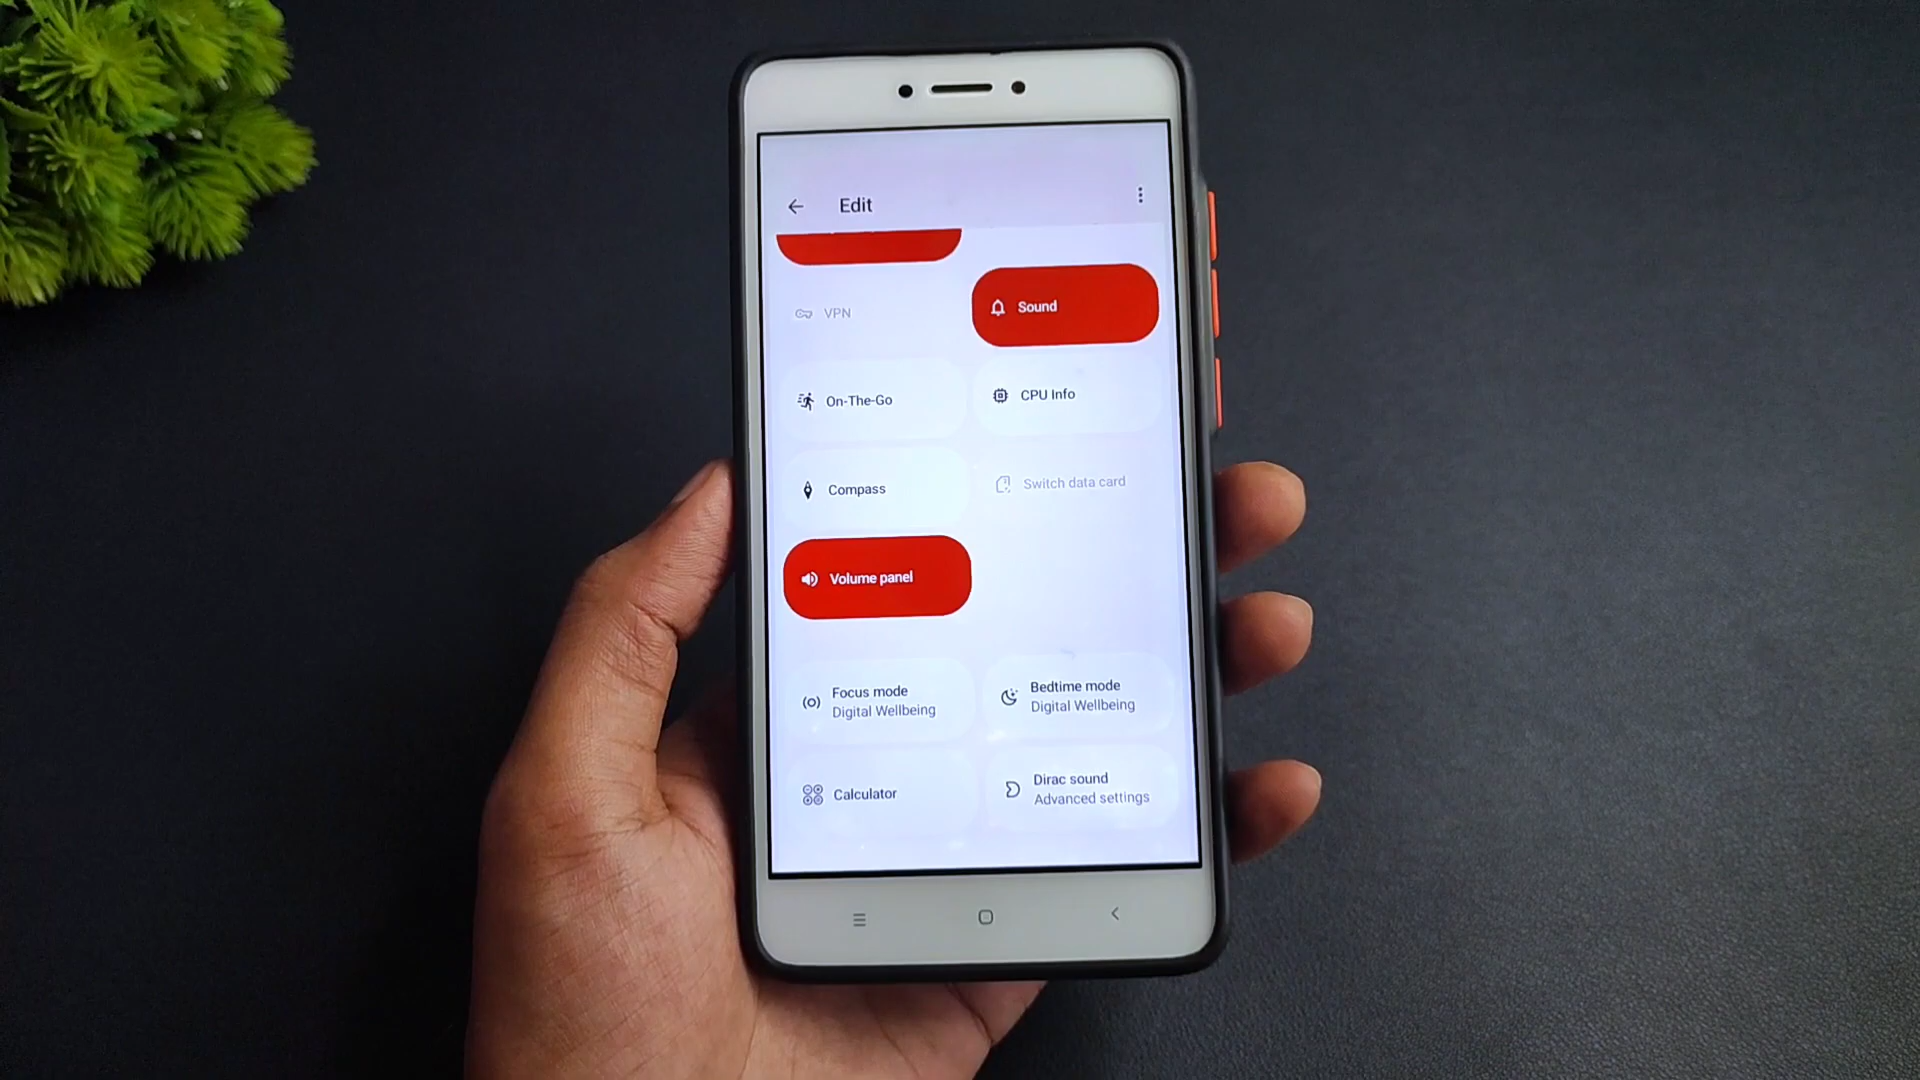 Edit
VPN
Sound
On-The-Go
CPU Info
Compass
Switch data card
Volume panel
Focus mode
Digital Wellbeing
Bedtime mode
Digital Wellbeing
Calculator
Dirac sound
Advanced settings